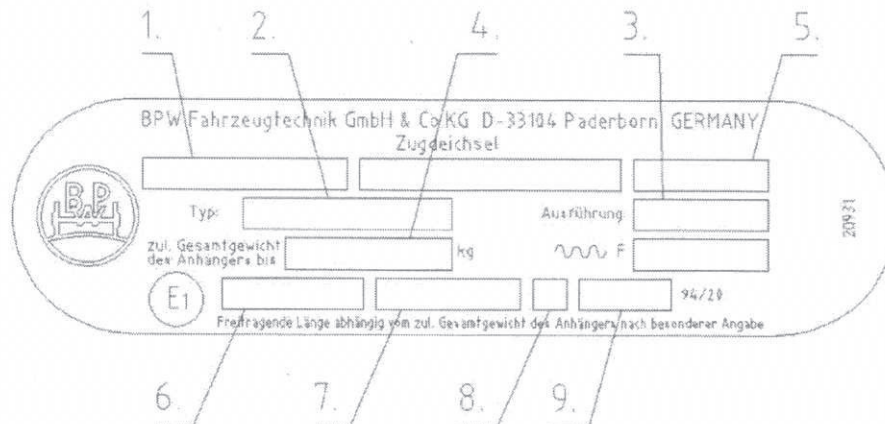 1. 2. 4. 3. 5.
BPW Fahrzeugtechnik GmbH & Co KG D-33104 Paderborn GERMANY
Zugdeichsel
BPW
Typ: Ausführung
zul. Gesamtgewicht
des Anhängers bis kg F
20931
E1 94/20
Freitragende Länge abhängig vom zul. Gesamtgewicht des Anhängers nach besonderer Angabe
6. 7. 8. 9.